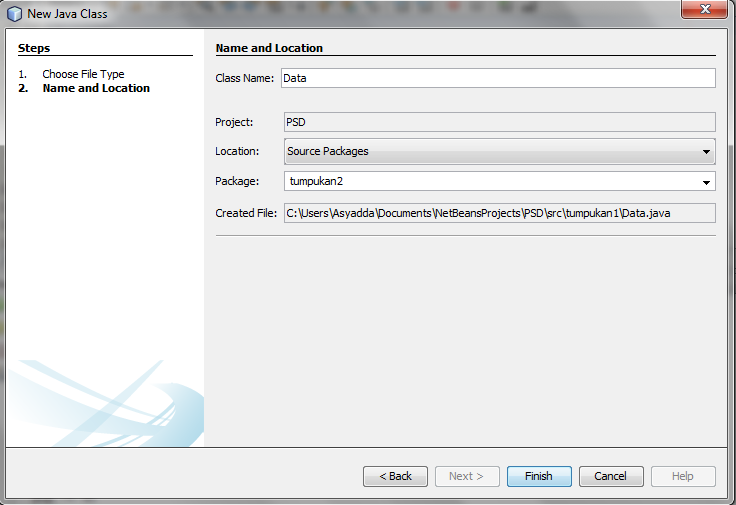 New Java Class
X
Steps
1. Choose File Type
2. Name and Location
Name and Location
Class Name: Data
Project: PSD
Location: Source Packages
Package: tumpukan2
Created File: C:\Users\Asyadda\Documents\NetBeansProjects\PSD\src\tumpukan1\Data.java
< Back Next > Finish Cancel Help